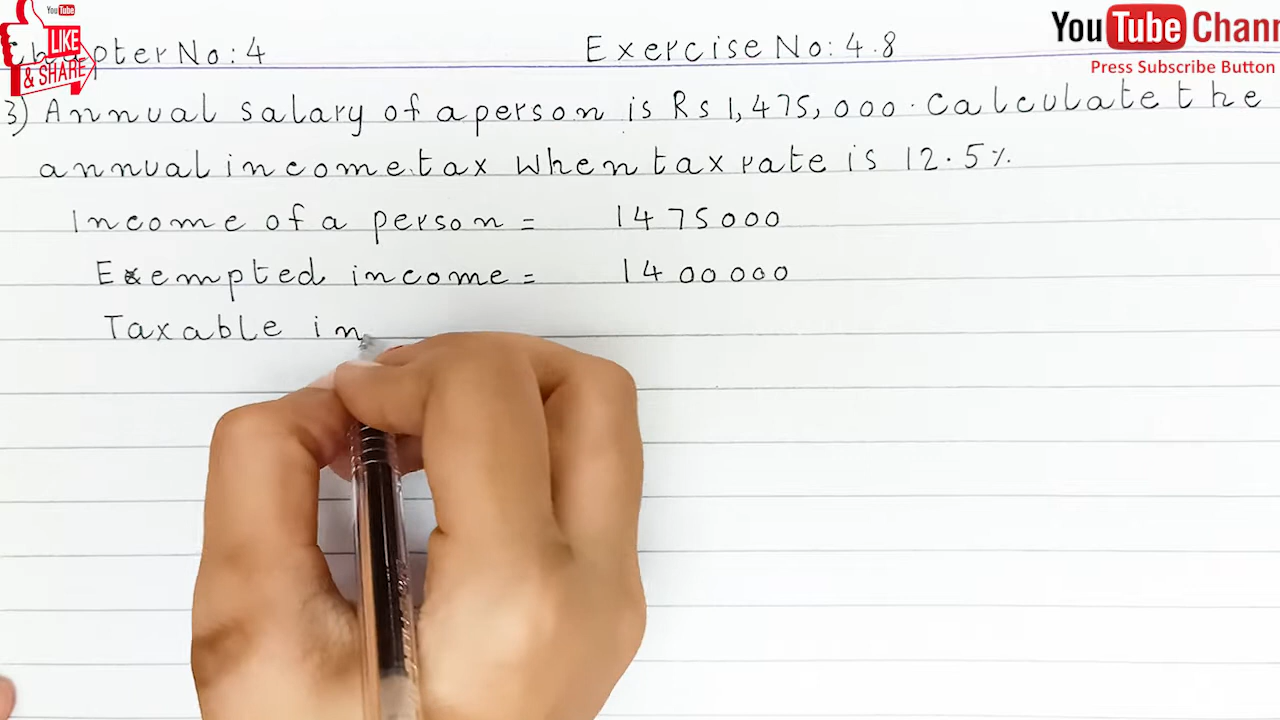 YouTube
LIKE
& SHARE
Chapter No: 4
Exercise No: 4.8
YouTube Chann
Press Subscribe Button
3) Annual salary of a person is Rs 1,475,000. Calculate the
annual income tax when tax rate is 12.5%.
Income of a person = 1475000
Exempted income = 1400000
Taxable in